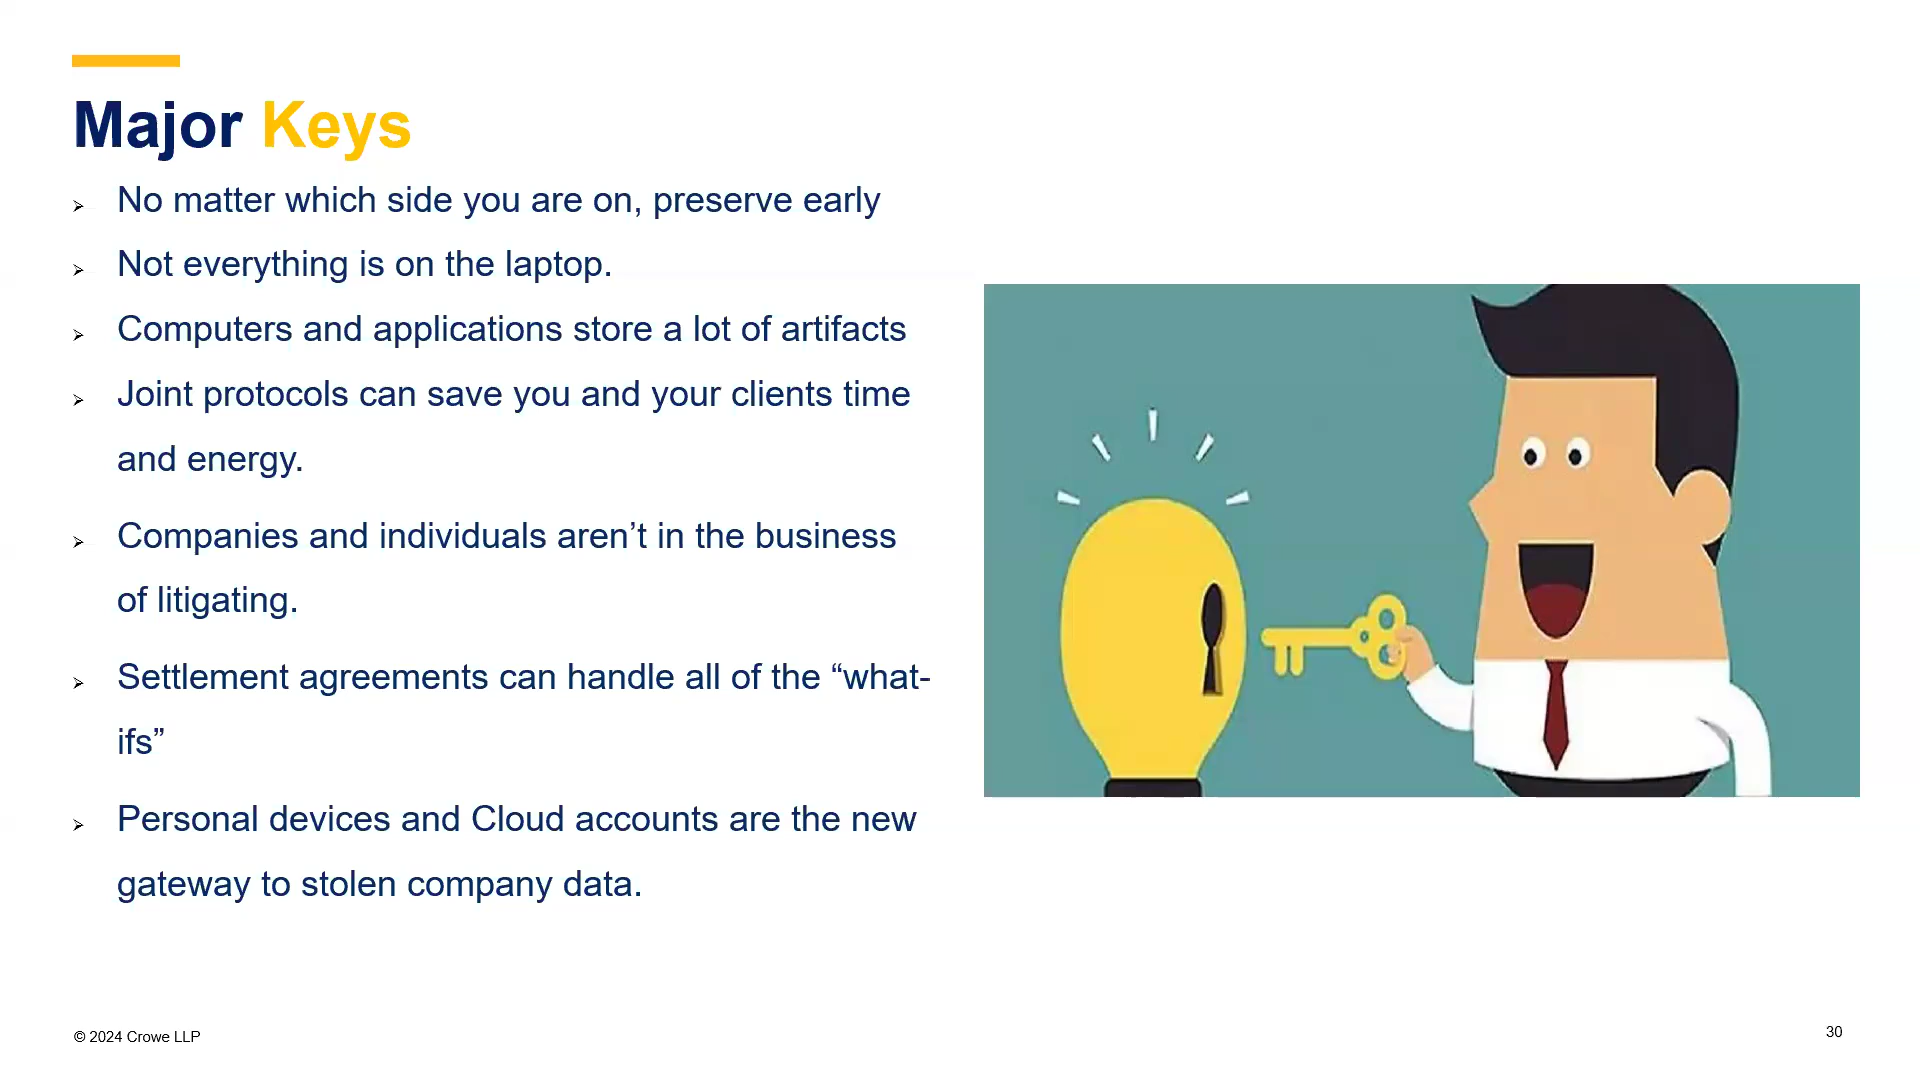 Major Keys
➢ No matter which side you are on, preserve early
➢ Not everything is on the laptop.
➢ Computers and applications store a lot of artifacts
➢ Joint protocols can save you and your clients time
and energy.
➢ Companies and individuals aren’t in the business
of litigating.
➢ Settlement agreements can handle all of the “what-
ifs”
➢ Personal devices and Cloud accounts are the new
gateway to stolen company data.
© 2024 Crowe LLP
30